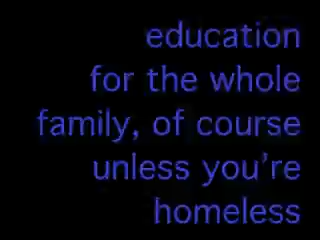 education
for the whole
family, of course
unless you're
homeless